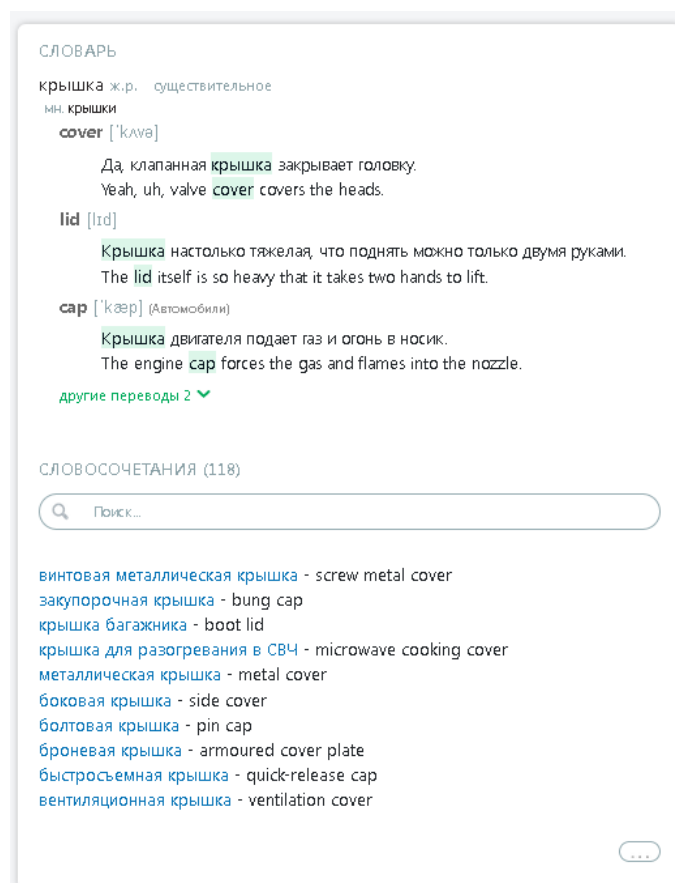 СЛОВАРЬ
крышка ж.р. существительное
мн. крышки
cover [ˈkʌvə]
Да, клапанная крышка закрывает головку.
Yeah, uh, valve cover covers the heads.
lid [lɪd]
Крышка настолько тяжелая, что поднять можно только двумя руками.
The lid itself is so heavy that it takes two hands to lift.
cap [ˈkæp] (Автомобили)
Крышка двигателя подает газ и огонь в носик.
The engine cap forces the gas and flames into the nozzle.
другие переводы 2
СЛОВОСОЧЕТАНИЯ (118)
Поиск...
винтовая металлическая крышка - screw metal cover
закупорочная крышка - bung cap
крышка багажника - boot lid
крышка для разогревания в СВЧ - microwave cooking cover
металлическая крышка - metal cover
боковая крышка - side cover
болтовая крышка - pin cap
броневая крышка - armoured cover plate
быстросъемная крышка - quick-release cap
вентиляционная крышка - ventilation cover
...